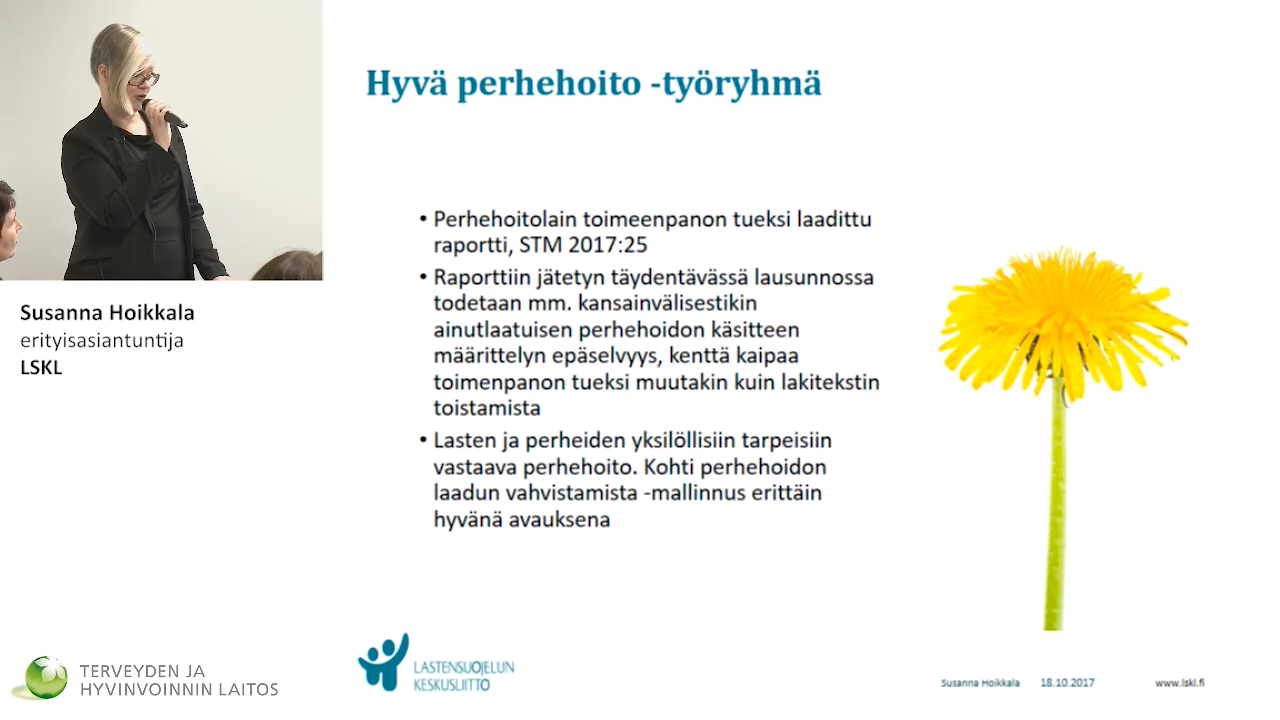 Hyvä perhehoito -työryhmä
• Perhehoitolain toimeenpanon tueksi laadittu
raportti, STM 2017:25
• Raporttiin jätetyn täydentävässä lausunnossa
todetaan mm. kansainvälisestikin
ainutlaatuisen perhehoidon käsitteen
määrittelyn epäselvyys, kenttä kaipaa
toimenpanon tueksi muutakin kuin lakitekstin
toistamista
• Lasten ja perheiden yksilöllisiin tarpeisiin
vastaava perhehoito. Kohti perhehoidon
laadun vahvistamista -mallinnus erittäin
hyvänä avauksena
Susanna Hoikkala
erityisasiantuntija
LSKL
TERVEYDEN JA
HYVINVOINNIN LAITOS
LASTENSUOJELUN
KESKUSLIITTO
Susanna Hoikkala 18.10.2017 www.lskl.fi